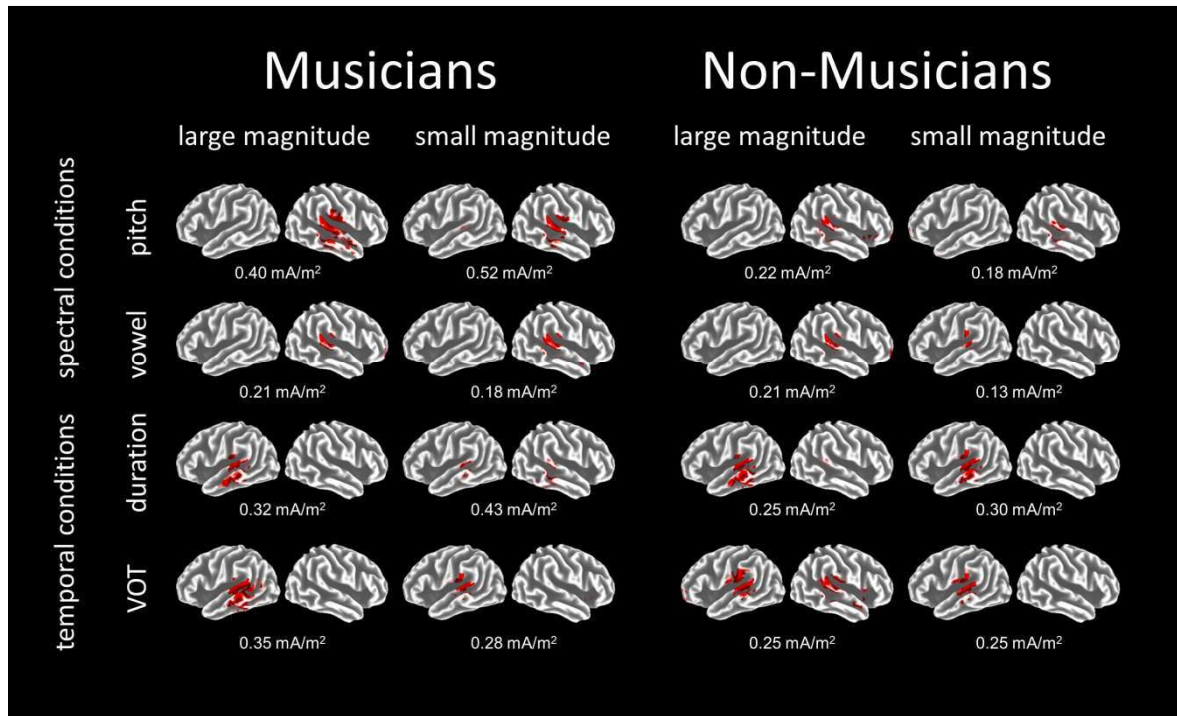 Musicians Non-Musicians
large magnitude small magnitude large magnitude small magnitude
spectral conditions
pitch
0.40 mA/m² 0.52 mA/m² 0.22 mA/m² 0.18 mA/m²
vowel
0.21 mA/m² 0.18 mA/m² 0.21 mA/m² 0.13 mA/m²
temporal conditions
duration
0.32 mA/m² 0.43 mA/m² 0.25 mA/m² 0.30 mA/m²
VOT
0.35 mA/m² 0.28 mA/m² 0.25 mA/m² 0.25 mA/m²